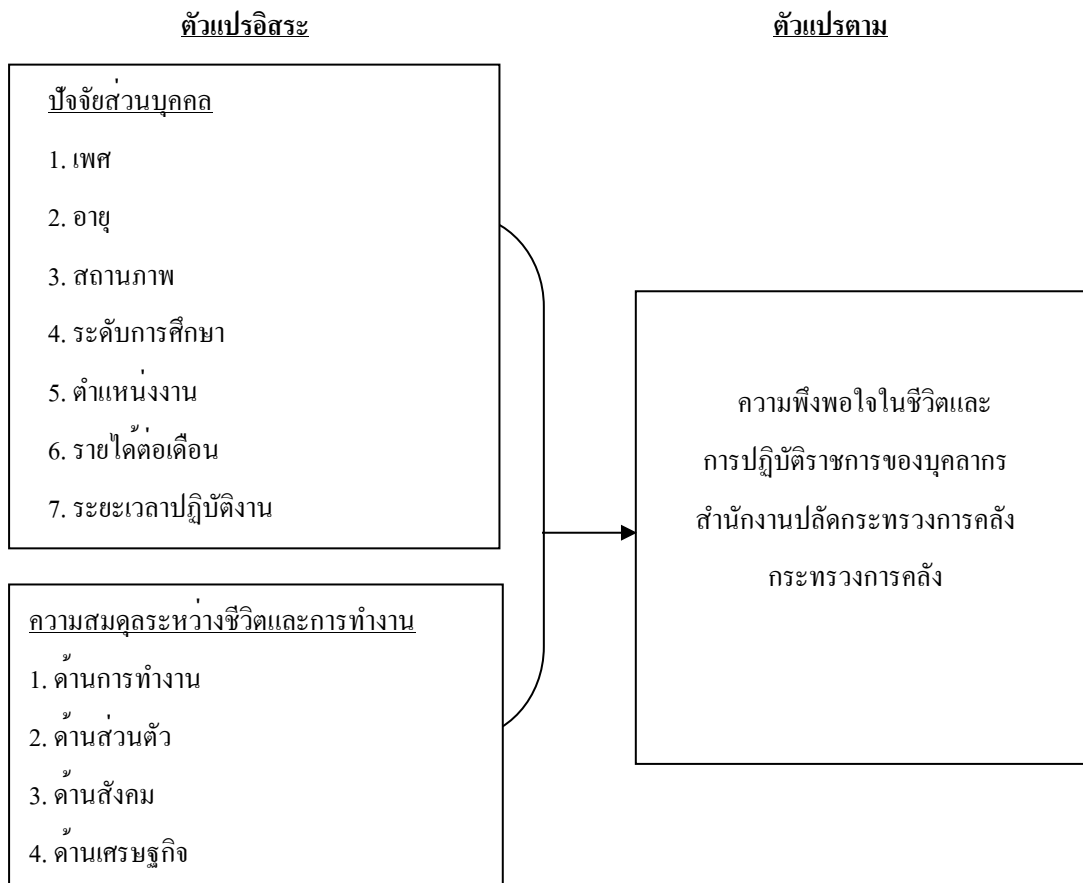 ตัวแปรอิสระ
ตัวแปรตาม
ปัจจัยส่วนบุคคล
1. เพศ
2. อายุ
3. สถานภาพ
4. ระดับการศึกษา
5. ตำแหน่งงาน
6. รายได้ต่อเดือน
7. ระยะเวลาปฏิบัติงาน
ความสมดุลระหว่างชีวิตและการทำงาน
1. ด้านการทำงาน
2. ด้านส่วนตัว
3. ด้านสังคม
4. ด้านเศรษฐกิจ
ความพึงพอใจในชีวิตและ
การปฏิบัติราชการของบุคลากร
สำนักงานปลัดกระทรวงการคลัง
กระทรวงการคลัง